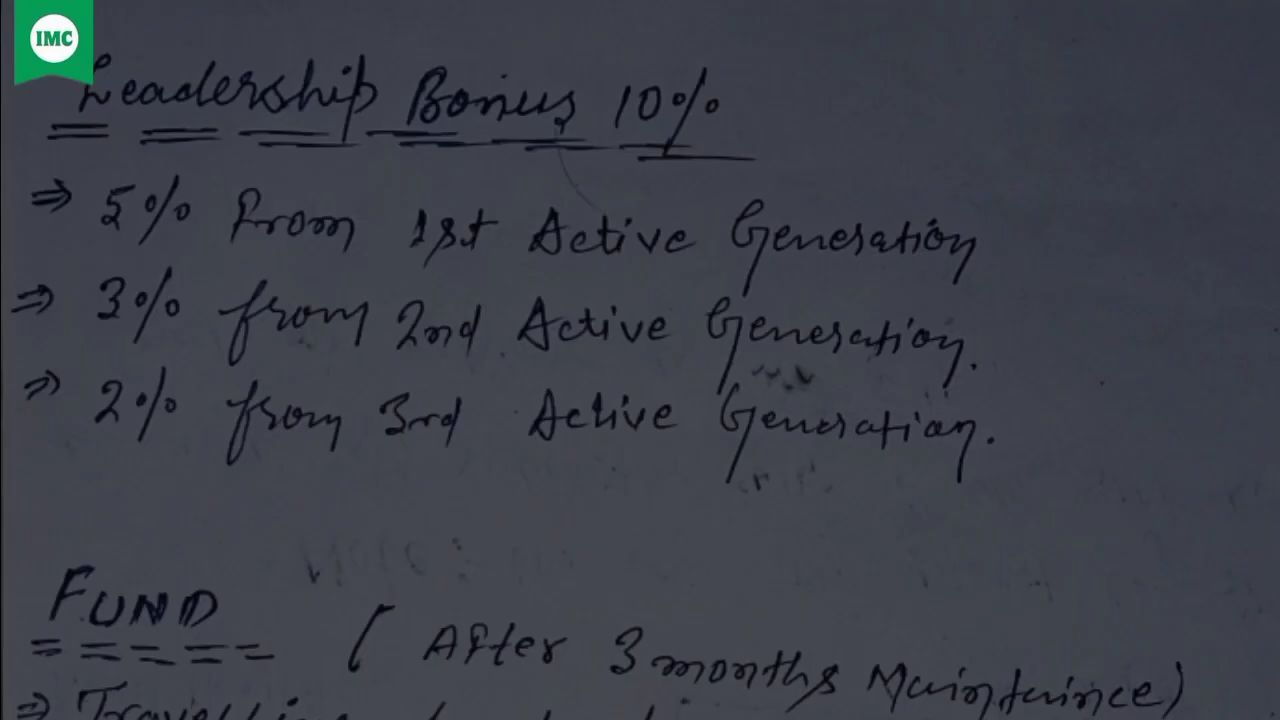 IMC
Leadership Bonus 10%
⇒ 5% From 1st Active Generation
⇒ 3% from 2nd Active Generation.
⇒ 2% from 3rd Active Generation.
FUND (After 3 months Maintaince)
⇒